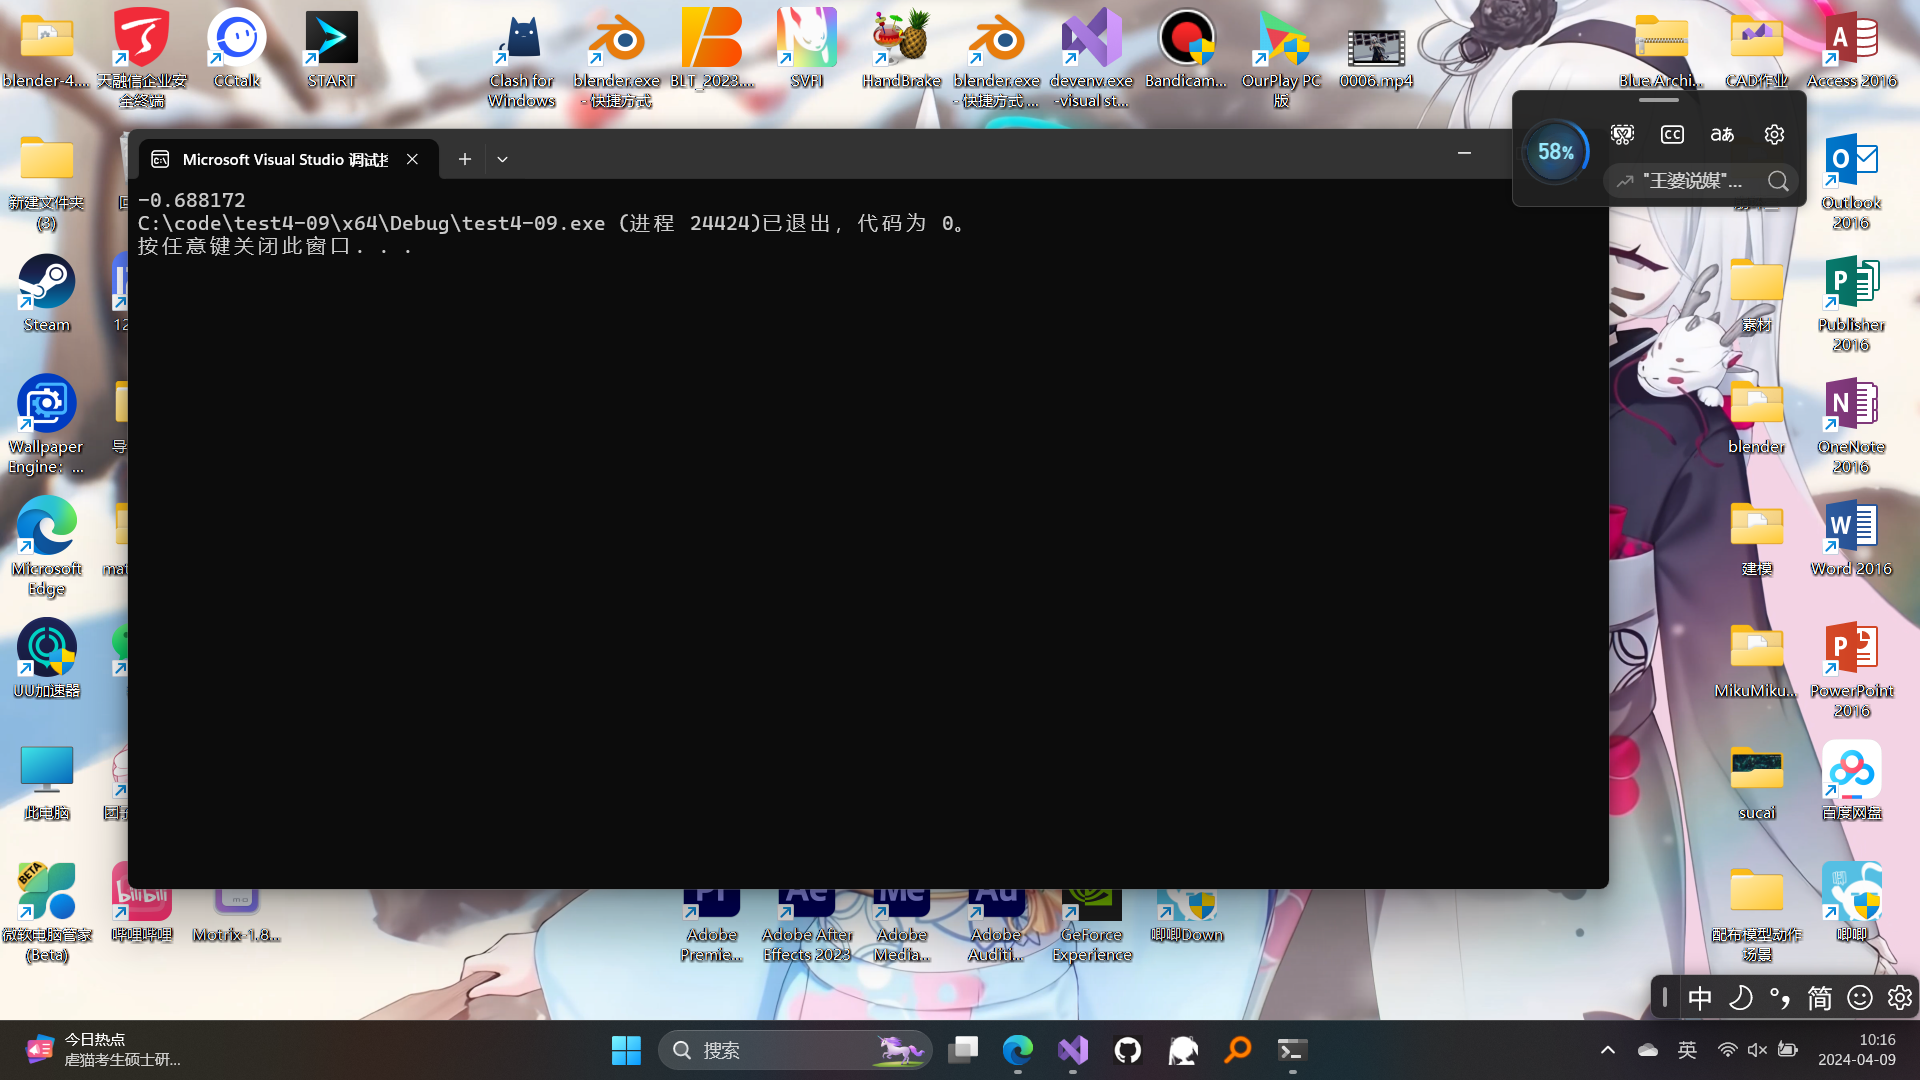 blender-4....
天融信企业安
全终端
CCtalk
START
Clash for
Windows
blender.exe
- 快捷方式
BLT_2023....
SVFI
HandBrake
blender.exe
- 快捷方式 ...
devenv.exe
-visual st...
Bandicam...
OurPlay PC
版
0006.mp4
Blue Archi...
CAD作业
Access 2016
58%
CC
aあ
"王婆说媒"...
Microsoft Visual Studio 调试控
-0.688172
C:\code\test4-09\x64\Debug\test4-09.exe (进程 24424)已退出，代码为 0。
按任意键关闭此窗口. . .
新建文件夹
(3)
Outlook
2016
Steam
12
素材
Publisher
2016
Wallpaper
Engine：...
导
blender
OneNote
2016
Microsoft
Edge
mat
建模
Word 2016
UU加速器
MikuMiku...
PowerPoint
2016
此电脑
团子
sucai
百度网盘
BETA
微软电脑管家
(Beta)
bilibili
哔哩哔哩
Motrix-1.8...
Pr
Adobe
Premie...
Ae
Adobe After
Effects 2023
Me
Adobe
Media...
Au
Adobe
Auditi...
GeForce
Experience
唧唧Down
配布模型动作
场景
唧唧
中
简
今日热点
虐猫考生硕士研...
搜索
英
10:16
2024-04-09